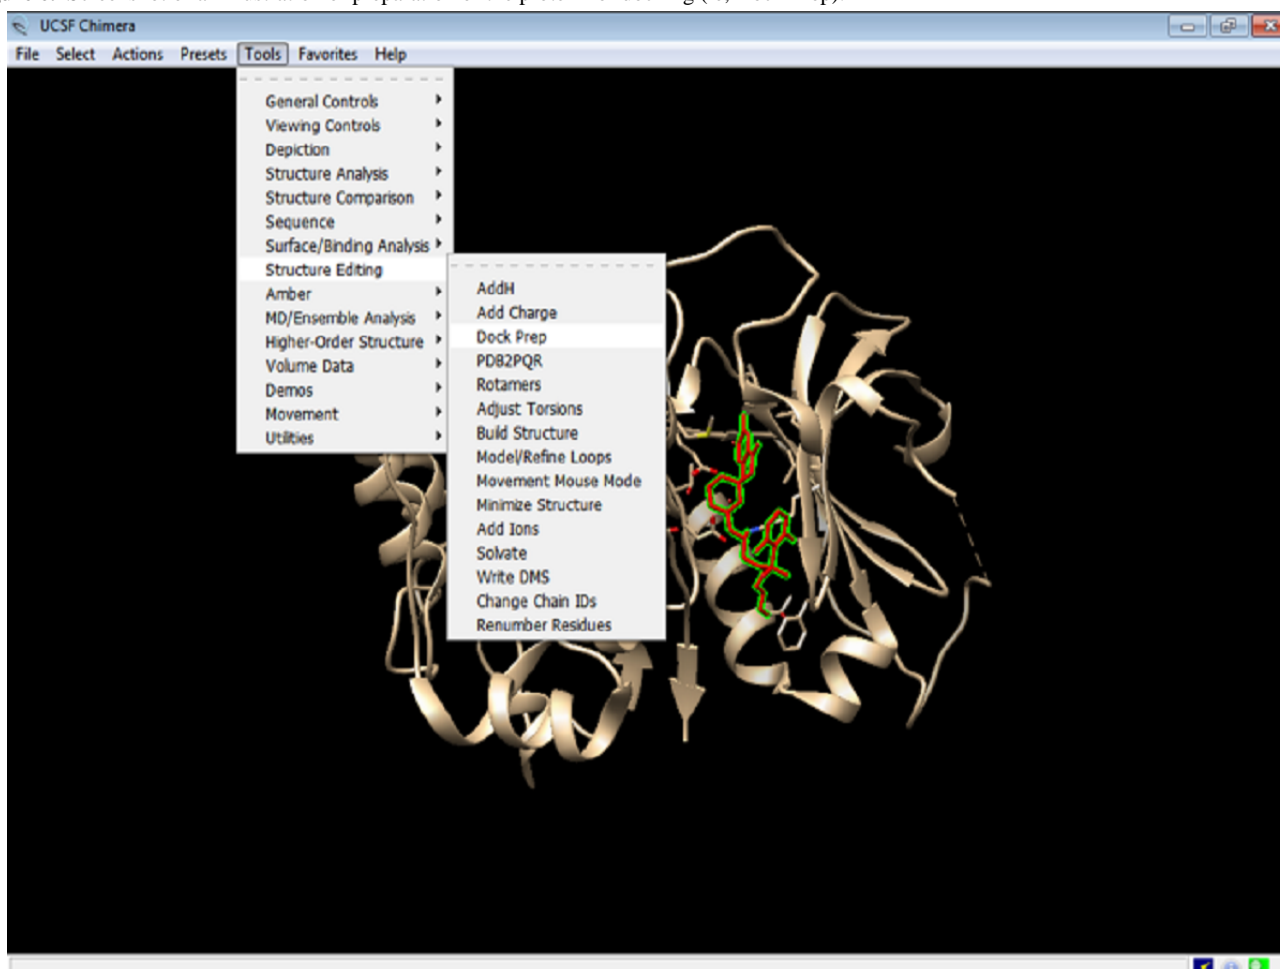 UCSF Chimera
File Select Actions Presets Tools Favorites Help
General Controls
Viewing Controls
Depiction
Structure Analysis
Structure Comparison
Sequence
Surface/Binding Analysis
Structure Editing
Amber
MD/Ensemble Analysis
Higher-Order Structure
Volume Data
Demos
Movement
Utilities
AddH
Add Charge
Dock Prep
PDB2PQR
Rotamers
Adjust Torsions
Build Structure
Model/Refine Loops
Movement Mouse Mode
Minimize Structure
Add Ions
Solvate
Write DMS
Change Chain IDs
Renumber Residues